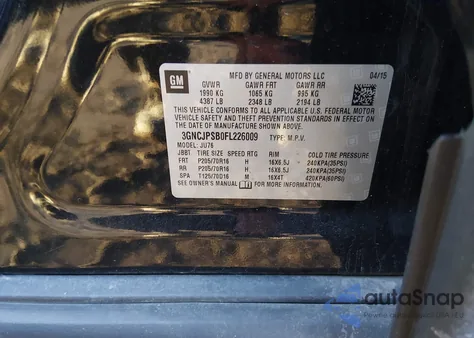 GM
MFD BY GENERAL MOTORS LLC
04/15
GVWR GAWR FRT GAWR RR
1990 KG 1065 KG 995 KG
4387 LB 2348 LB 2194 LB
THIS VEHICLE CONFORMS TO ALL APPLICABLE U.S. FEDERAL MOTOR
VEHICLE SAFETY, BUMPER, AND THEFT PREVENTION STANDARDS IN EFFECT ON
THE DATE OF MANUFACTURE SHOWN ABOVE.
3GNCJPSB0FL226009 TYPE: M.P.V.
MODEL: JU76
JBBT TIRE SIZE SPEED RTG RIM COLD TIRE PRESSURE
FRT P205/70R16 H 16X6.5J 240KPA(35PSI)
RR P205/70R16 H 16X6.5J 240KPA(35PSI)
SPA T125/70D16 M 16X4T 420KPA(60PSI)
SEE OWNER MANUAL FOR MORE INFORMATION.
autoSnap